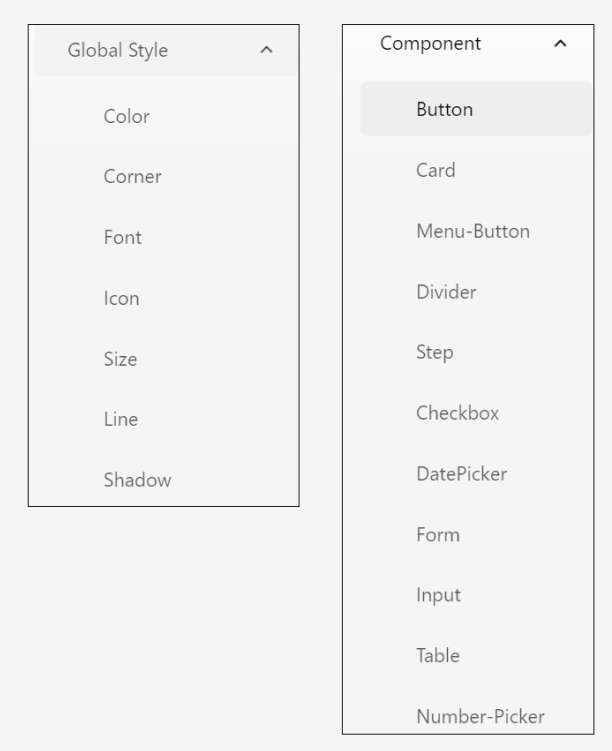 Global Style
Color
Corner
Font
Icon
Size
Line
Shadow
Component
Button
Card
Menu-Button
Divider
Step
Checkbox
DatePicker
Form
Input
Table
Number-Picker